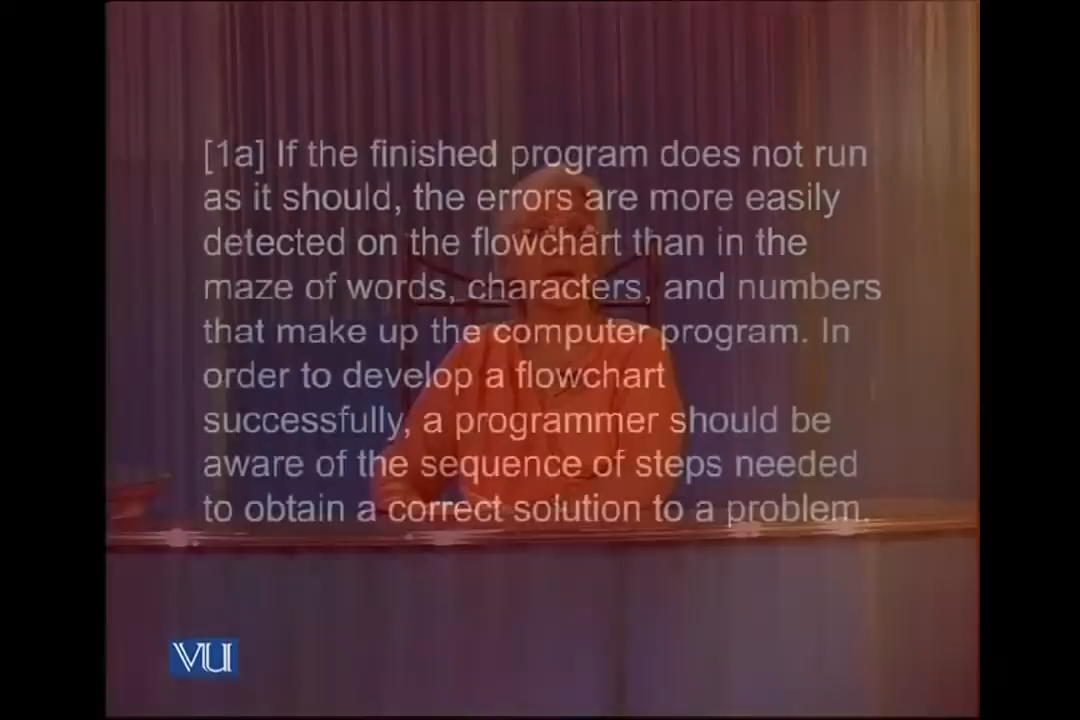 [1a] If the finished program does not run
as it should, the errors are more easily
detected on the flowchart than in the
maze of words, characters, and numbers
that make up the computer program. In
order to develop a flowchart
successfully, a programmer should be
aware of the sequence of steps needed
to obtain a correct solution to a problem.
VU